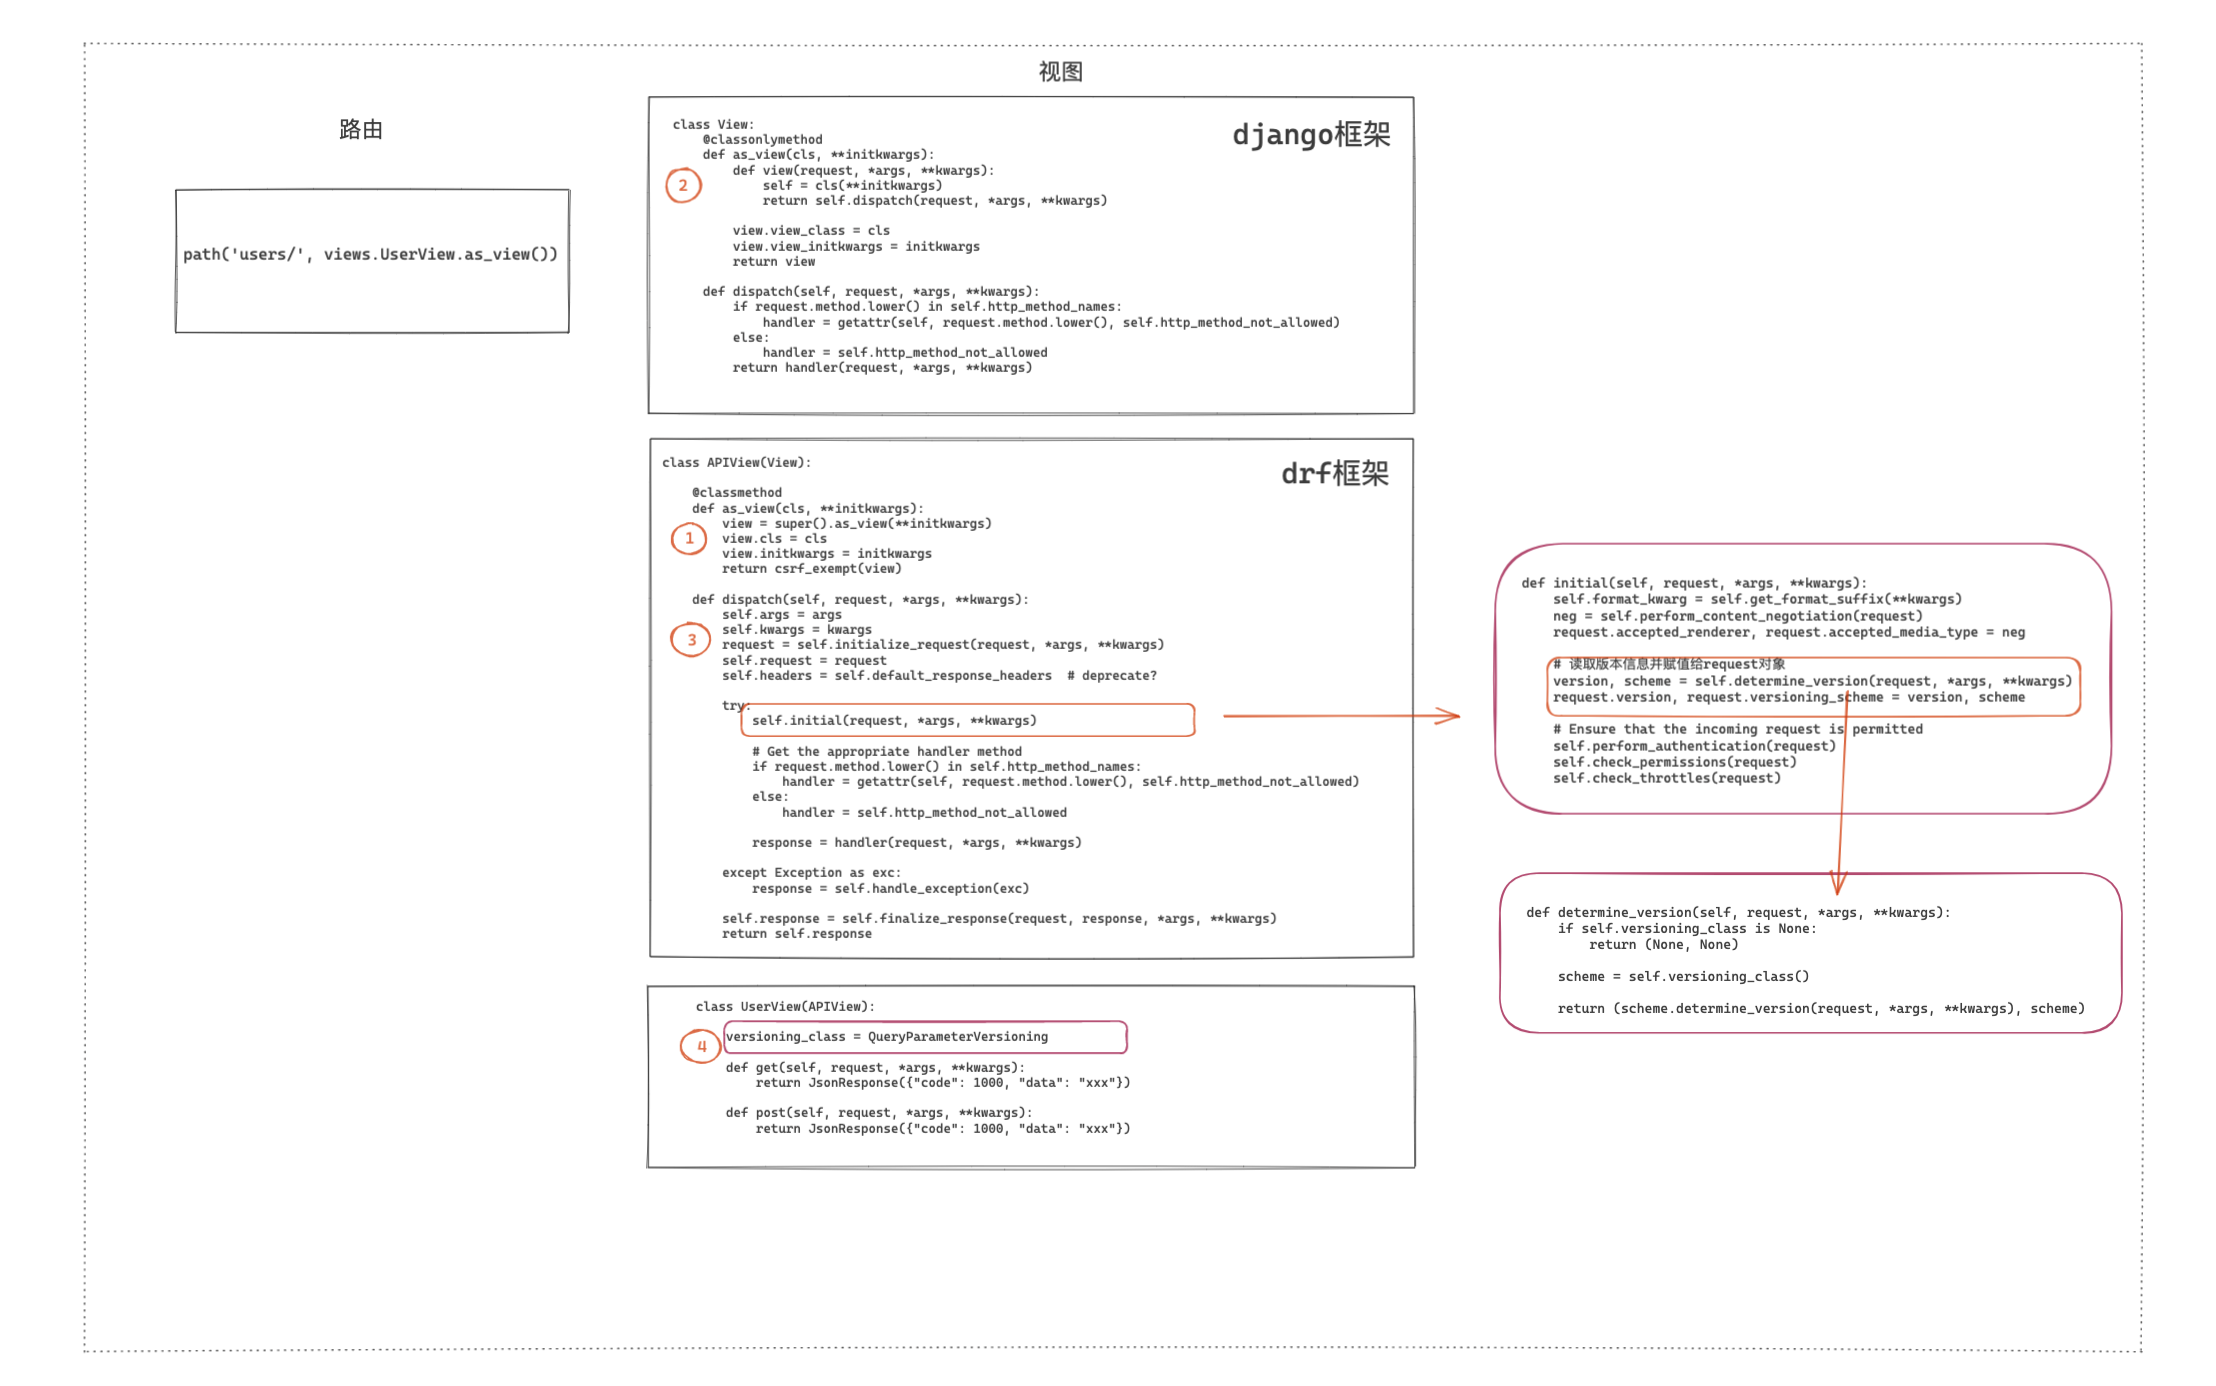 视图
路由
path('users/', views.UserView.as_view())
django框架
class View:
    @classonlymethod
    def as_view(cls, **initkwargs):
        def view(request, *args, **kwargs):
            self = cls(**initkwargs)
            return self.dispatch(request, *args, **kwargs)
        view.view_class = cls
        view.view_initkwargs = initkwargs
        return view
    def dispatch(self, request, *args, **kwargs):
        if request.method.lower() in self.http_method_names:
            handler = getattr(self, request.method.lower(), self.http_method_not_allowed)
        else:
            handler = self.http_method_not_allowed
        return handler(request, *args, **kwargs)
2
drf框架
class APIView(View):
    @classmethod
    def as_view(cls, **initkwargs):
        view = super().as_view(**initkwargs)
        view.cls = cls
        view.initkwargs = initkwargs
        return csrf_exempt(view)
1
    def dispatch(self, request, *args, **kwargs):
        self.args = args
        self.kwargs = kwargs
        request = self.initialize_request(request, *args, **kwargs)
        self.request = request
        self.headers = self.default_response_headers  # deprecate?
3
        try:
            self.initial(request, *args, **kwargs)
            # Get the appropriate handler method
            if request.method.lower() in self.http_method_names:
                handler = getattr(self, request.method.lower(), self.http_method_not_allowed)
            else:
                handler = self.http_method_not_allowed
            response = handler(request, *args, **kwargs)
        except Exception as exc:
            response = self.handle_exception(exc)
        self.response = self.finalize_response(request, response, *args, **kwargs)
        return self.response
class UserView(APIView):
    versioning_class = QueryParameterVersioning
4
    def get(self, request, *args, **kwargs):
        return JsonResponse({"code": 1000, "data": "xxx"})
    def post(self, request, *args, **kwargs):
        return JsonResponse({"code": 1000, "data": "xxx"})
def initial(self, request, *args, **kwargs):
    self.format_kwarg = self.get_format_suffix(**kwargs)
    neg = self.perform_content_negotiation(request)
    request.accepted_renderer, request.accepted_media_type = neg
    # 读取版本信息并赋值给request对象
    version, scheme = self.determine_version(request, *args, **kwargs)
    request.version, request.versioning_scheme = version, scheme
    # Ensure that the incoming request is permitted
    self.perform_authentication(request)
    self.check_permissions(request)
    self.check_throttles(request)
def determine_version(self, request, *args, **kwargs):
    if self.versioning_class is None:
        return (None, None)
    scheme = self.versioning_class()
    return (scheme.determine_version(request, *args, **kwargs), scheme)